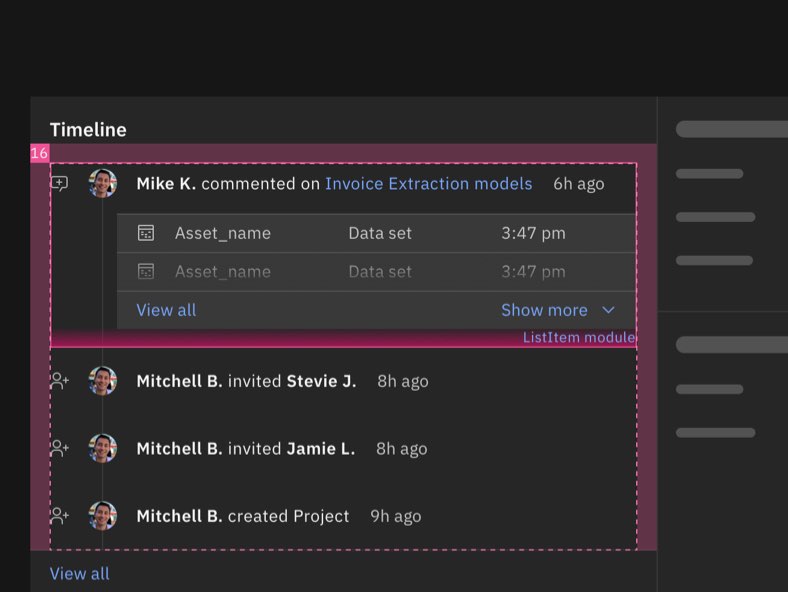 Timeline
16
Mike K. commented on Invoice Extraction models 6h ago
Asset_name Data set 3:47 pm
Asset_name Data set 3:47 pm
View all Show more
ListItem module
Mitchell B. invited Stevie J. 8h ago
Mitchell B. invited Jamie L. 8h ago
Mitchell B. created Project 9h ago
View all